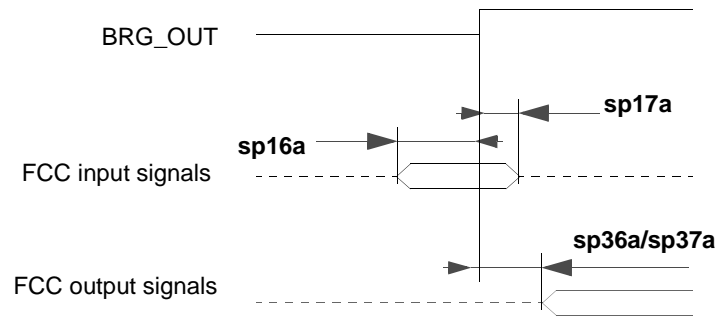 BRG_OUT
sp17a
sp16a
FCC input signals
sp36a/sp37a
FCC output signals